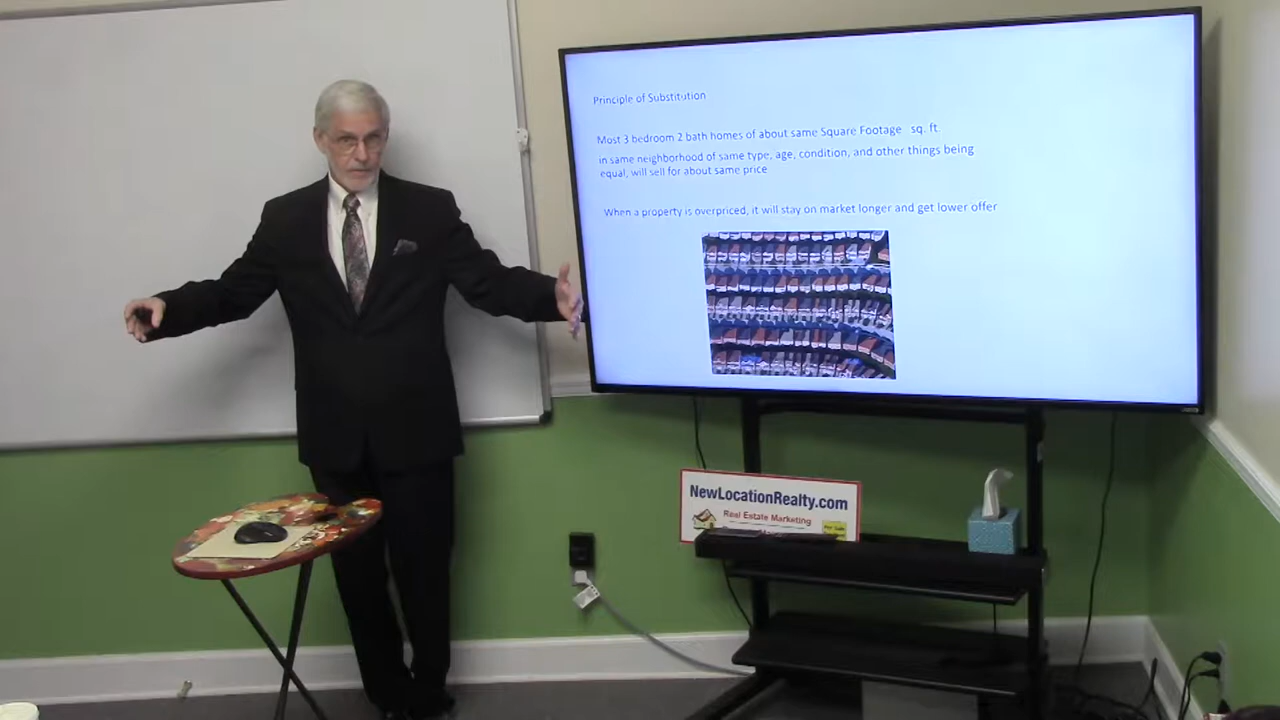 Principle of Substitution
Most 3 bedroom 2 bath homes of about same Square Footage sq. ft.
in same neighborhood of same type, age, condition, and other things being
equal, will sell for about same price
When a property is overpriced, it will stay on market longer and get lower offer
NewLocationRealty.com
Real Estate Marketing